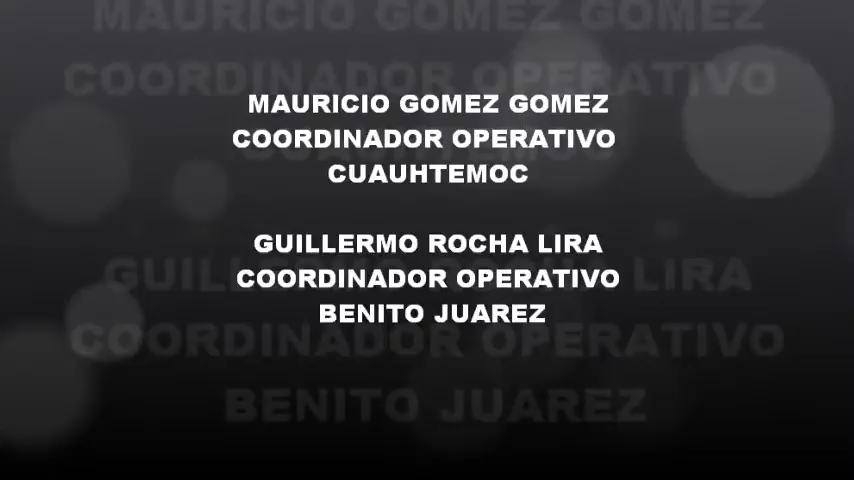 MAURICIO GOMEZ GOMEZ
COORDINADOR OPERATIVO
CUAUHTEMOC
GUILLERMO ROCHA LIRA
COORDINADOR OPERATIVO
BENITO JUAREZ